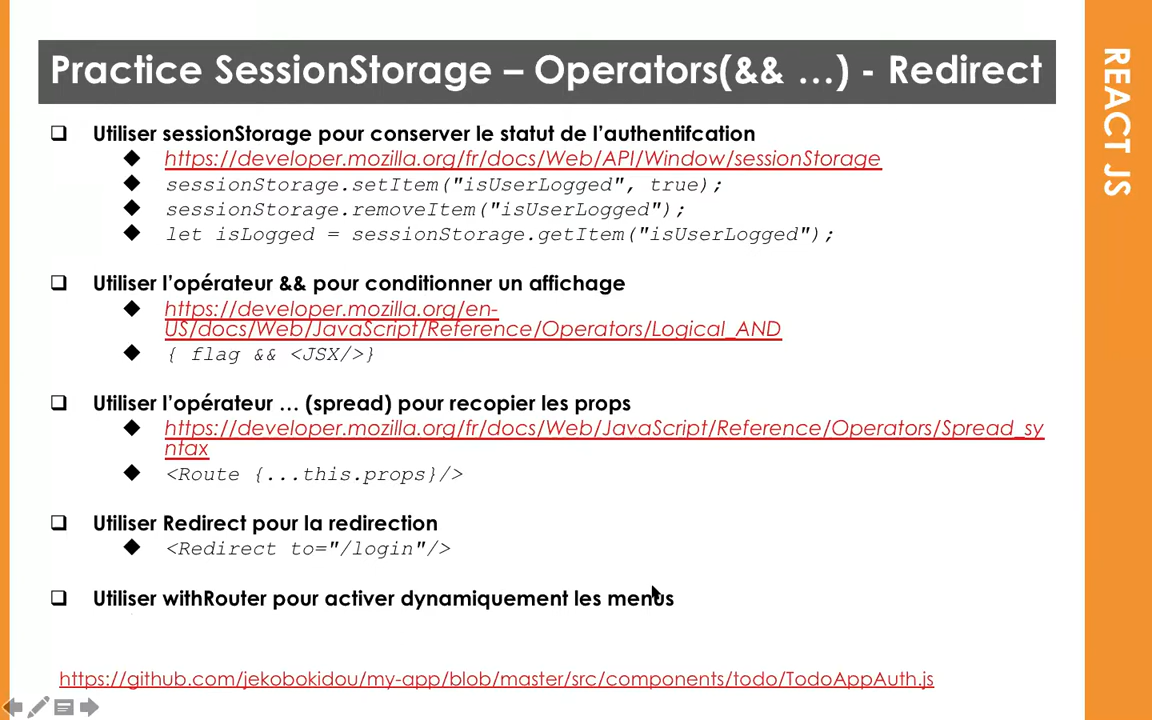 Practice SessionStorage – Operators(&& …) - Redirect
REACT JS
Utiliser sessionStorage pour conserver le statut de l’authentifcation
https://developer.mozilla.org/fr/docs/Web/API/Window/sessionStorage
sessionStorage.setItem("isUserLogged", true);
sessionStorage.removeItem("isUserLogged");
let isLogged = sessionStorage.getItem("isUserLogged");
Utiliser l’opérateur && pour conditionner un affichage
https://developer.mozilla.org/en-
US/docs/Web/JavaScript/Reference/Operators/Logical_AND
{ flag && <JSX/>}
Utiliser l’opérateur … (spread) pour recopier les props
https://developer.mozilla.org/fr/docs/Web/JavaScript/Reference/Operators/Spread_sy
ntax
<Route {...this.props}/>
Utiliser Redirect pour la redirection
<Redirect to="/login"/>
Utiliser withRouter pour activer dynamiquement les menus
https://github.com/jekobokidou/my-app/blob/master/src/components/todo/TodoAppAuth.js